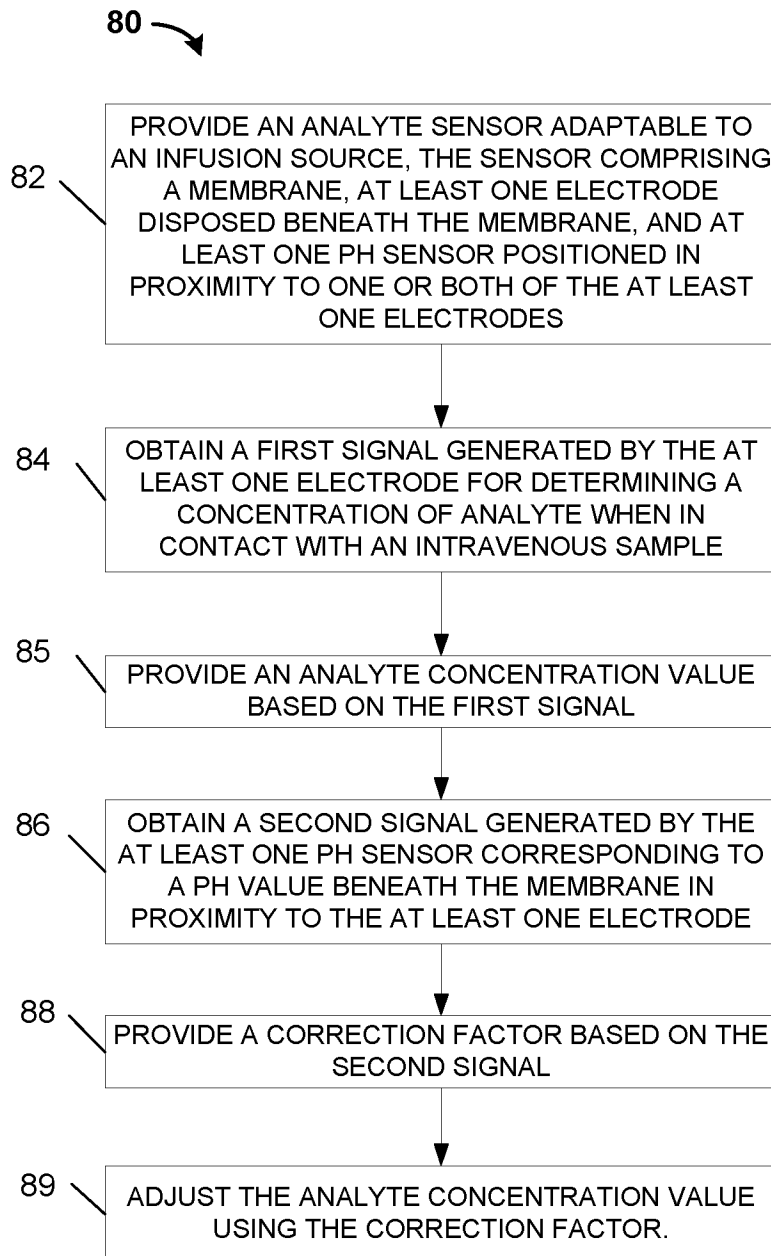 80
82
PROVIDE AN ANALYTE SENSOR ADAPTABLE TO
AN INFUSION SOURCE, THE SENSOR COMPRISING
A MEMBRANE, AT LEAST ONE ELECTRODE
DISPOSED BENEATH THE MEMBRANE, AND AT
LEAST ONE PH SENSOR POSITIONED IN
PROXIMITY TO ONE OR BOTH OF THE AT LEAST
ONE ELECTRODES
84
OBTAIN A FIRST SIGNAL GENERATED BY THE AT
LEAST ONE ELECTRODE FOR DETERMINING A
CONCENTRATION OF ANALYTE WHEN IN
CONTACT WITH AN INTRAVENOUS SAMPLE
85
PROVIDE AN ANALYTE CONCENTRATION VALUE
BASED ON THE FIRST SIGNAL
86
OBTAIN A SECOND SIGNAL GENERATED BY THE
AT LEAST ONE PH SENSOR CORRESPONDING TO
A PH VALUE BENEATH THE MEMBRANE IN
PROXIMITY TO THE AT LEAST ONE ELECTRODE
88
PROVIDE A CORRECTION FACTOR BASED ON THE
SECOND SIGNAL
89
ADJUST THE ANALYTE CONCENTRATION VALUE
USING THE CORRECTION FACTOR.